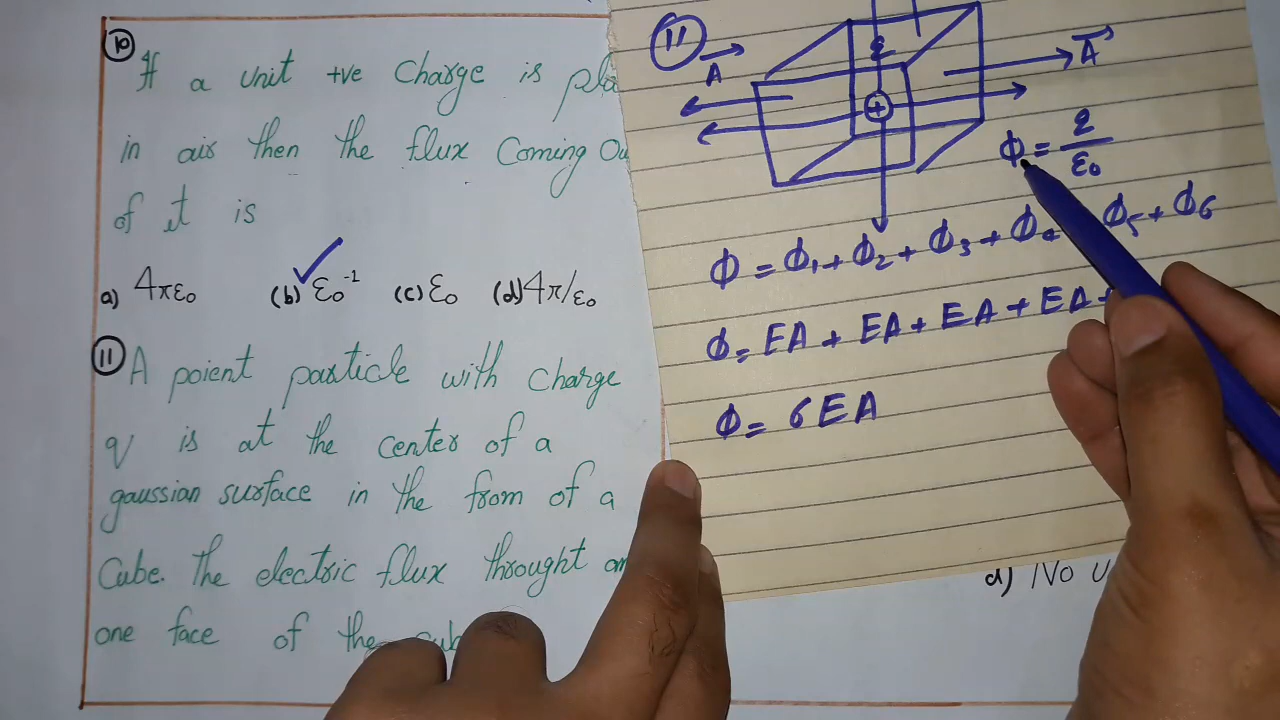 10
If a unit +ve Charge is pla
in air then the flux Coming Ou
of it is
a) 4πε₀ (b) ε₀⁻¹ (c) ε₀ (d) 4π/ε₀
11 A poient particle with charge
q is at the center of a
gaussian surface in the from of a
Cube. The electric flux throught
one face of the cub
11
A⃗ q A⃗
+
ϕ = q/ε₀
ϕ = ϕ₁ + ϕ₂ + ϕ₃ + ϕ₄ ϕ₅ + ϕ₆
ϕ = EA + EA + EA + EA +
ϕ = 6EA
d) No